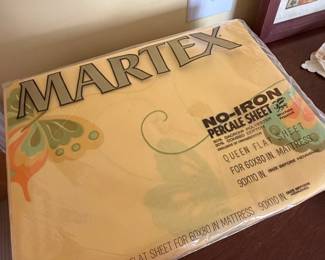 MARTEX
NO-IRON
PERCALE SHEET
QUEEN FLAT SHEET
FOR 60X80 IN. MATTRESS
90X110 IN.
FLAT SHEET FOR 60X80 IN. MATTRESS 90X110 IN.